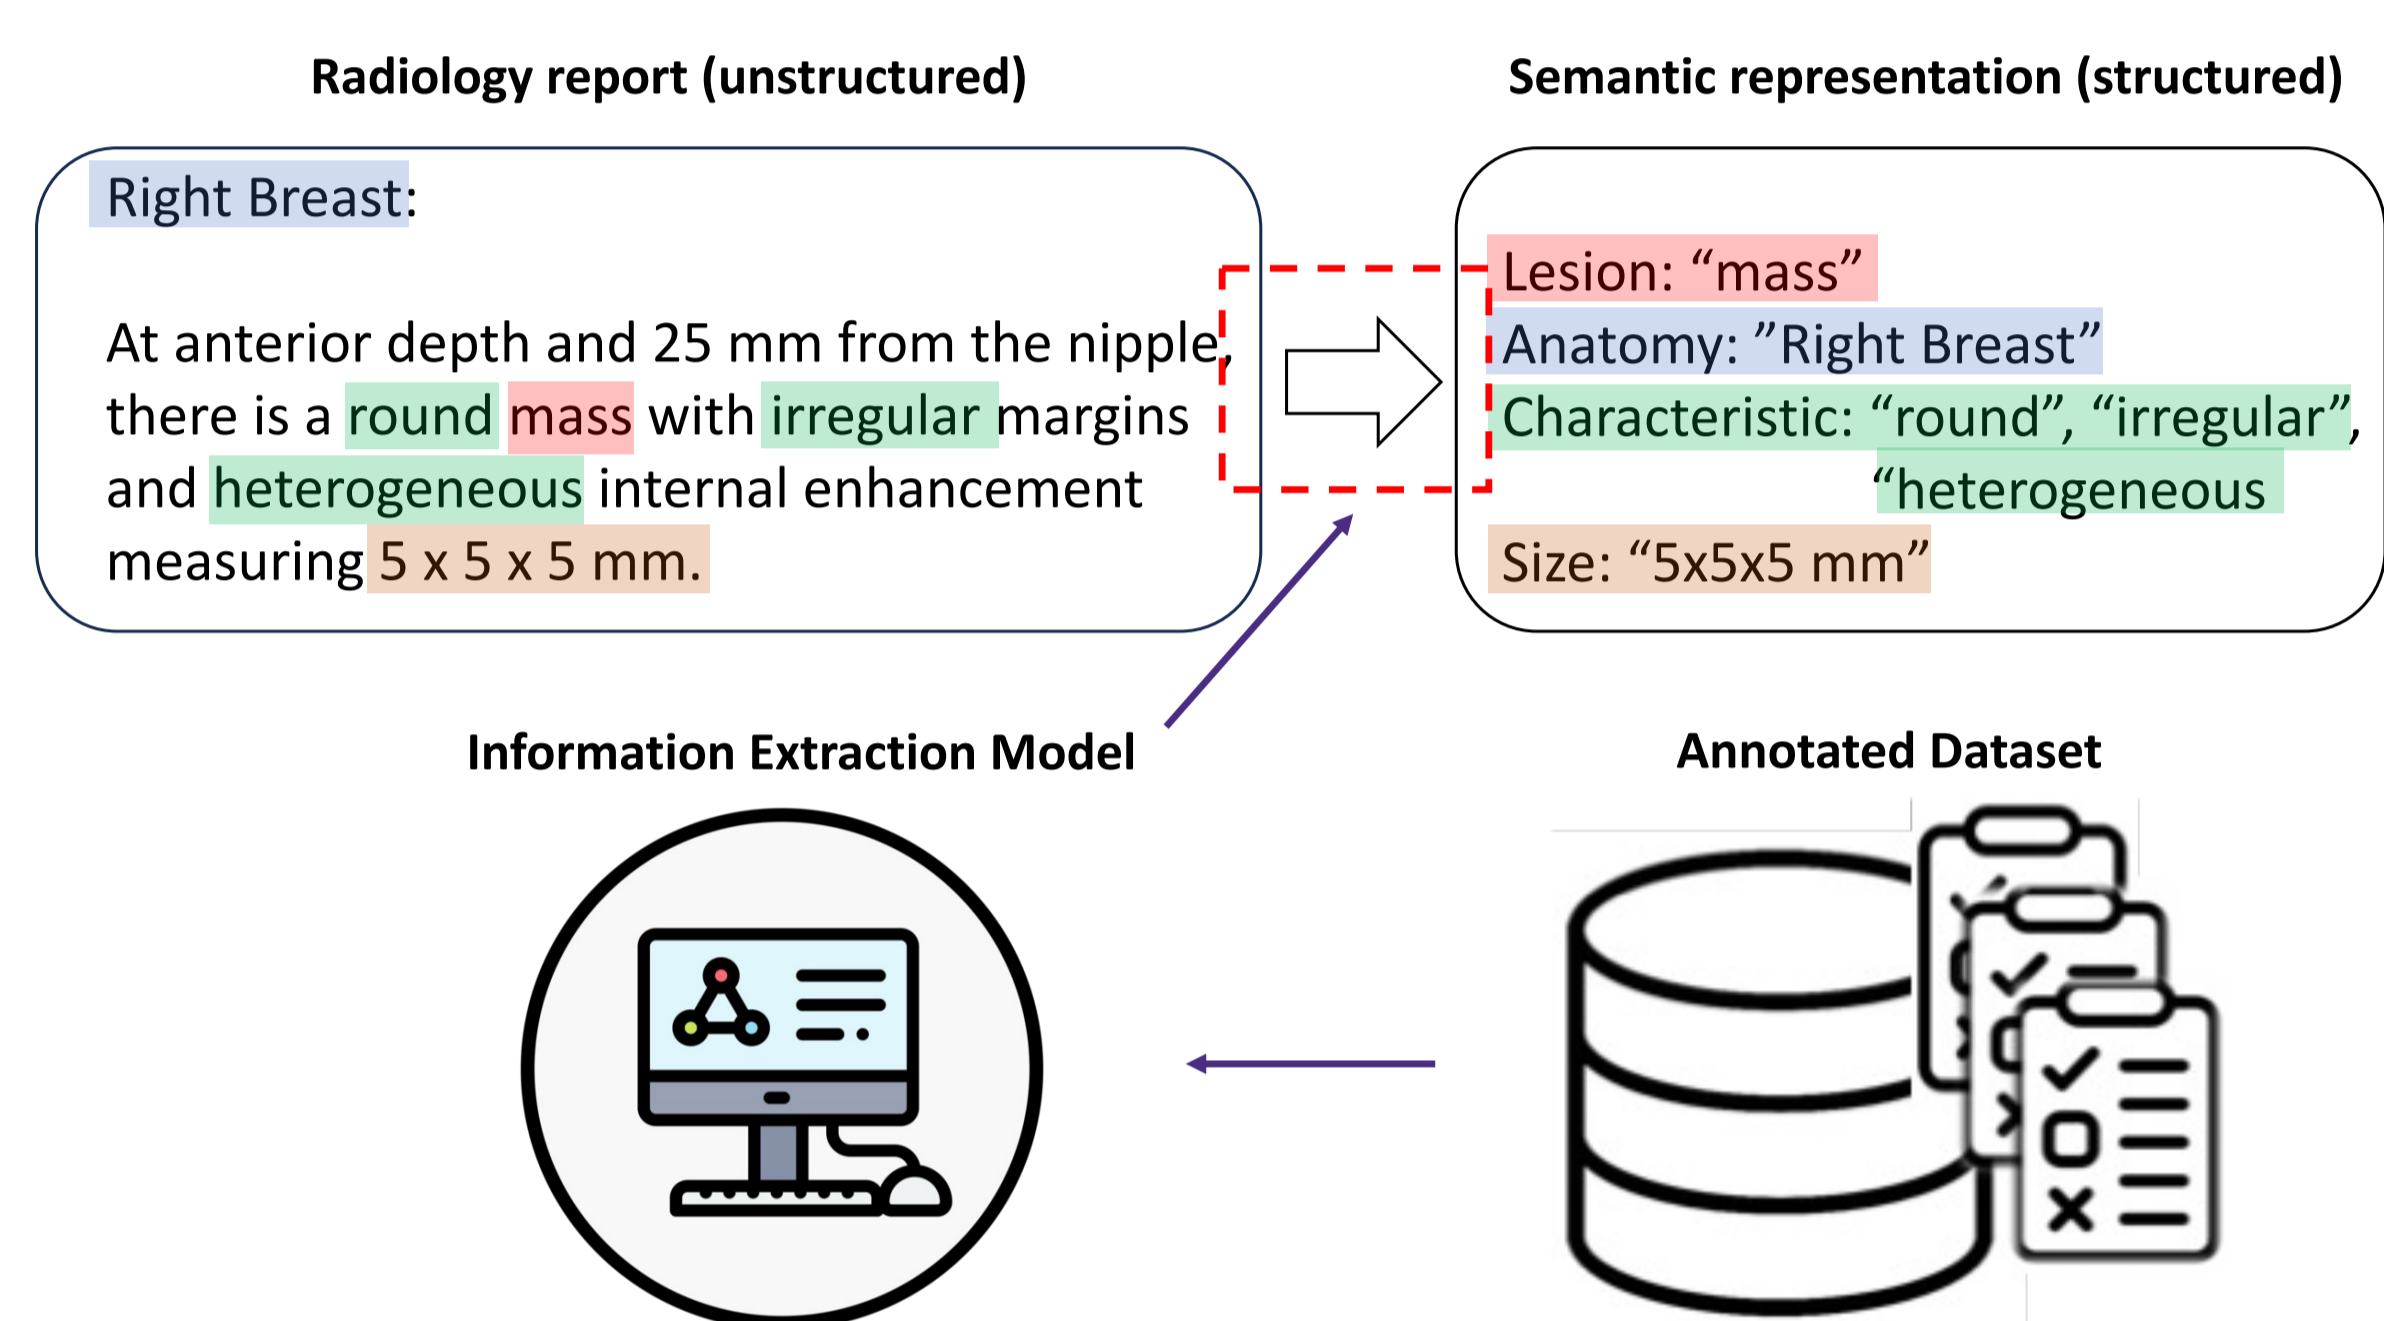 Radiology report (unstructured)
Right Breast:
At anterior depth and 25 mm from the nipple,
there is a round mass with irregular margins
and heterogeneous internal enhancement
measuring 5 x 5 x 5 mm.
Semantic representation (structured)
Lesion: “mass”
Anatomy: ”Right Breast”
Characteristic: “round”, “irregular”,
“heterogeneous
Size: “5x5x5 mm”
Information Extraction Model
Annotated Dataset